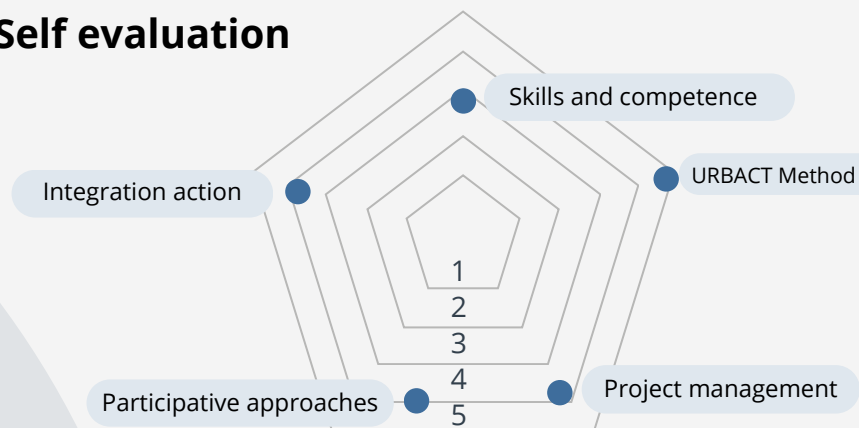 Self evaluation
Skills and competence
URBACT Method
Integration action
1
2
3
4
5
Project management
Participative approaches